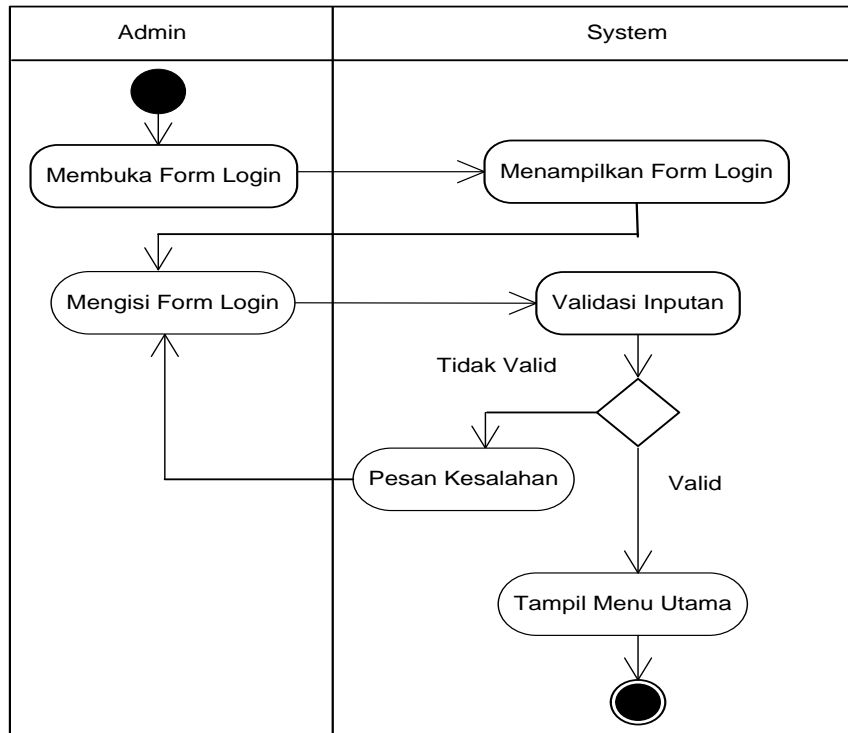 Admin
System
Membuka Form Login
Menampilkan Form Login
Mengisi Form Login
Validasi Inputan
Tidak Valid
Pesan Kesalahan
Valid
Tampil Menu Utama